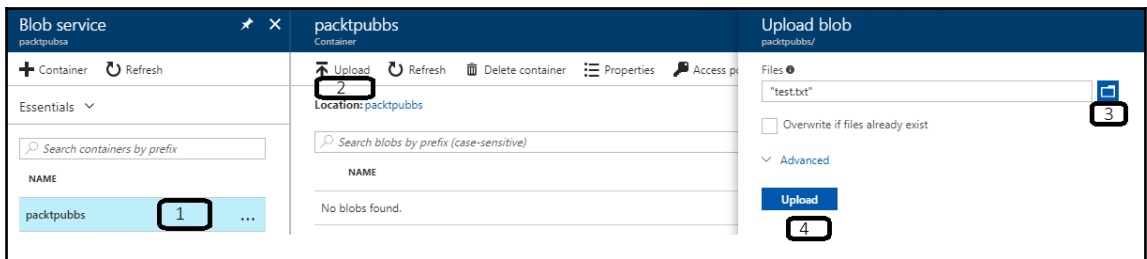 Blob service
packtpubsa
Container Refresh
Essentials
Search containers by prefix
NAME
packtpubbs 1 ...
packtpubbs
Container
Upload Refresh Delete container Properties Access
2
Location: packtpubbs
Search blobs by prefix (case-sensitive)
NAME
No blobs found.
Upload blob
packtpubbs/
Files
"test.txt"
3
Overwrite if files already exist
Advanced
Upload
4